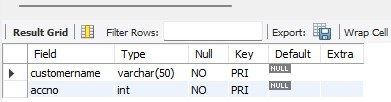 Result Grid Filter Rows: Export: Wrap Cell
Field Type Null Key Default Extra
customername varchar(50) NO PRI NULL
accno int NO PRI NULL